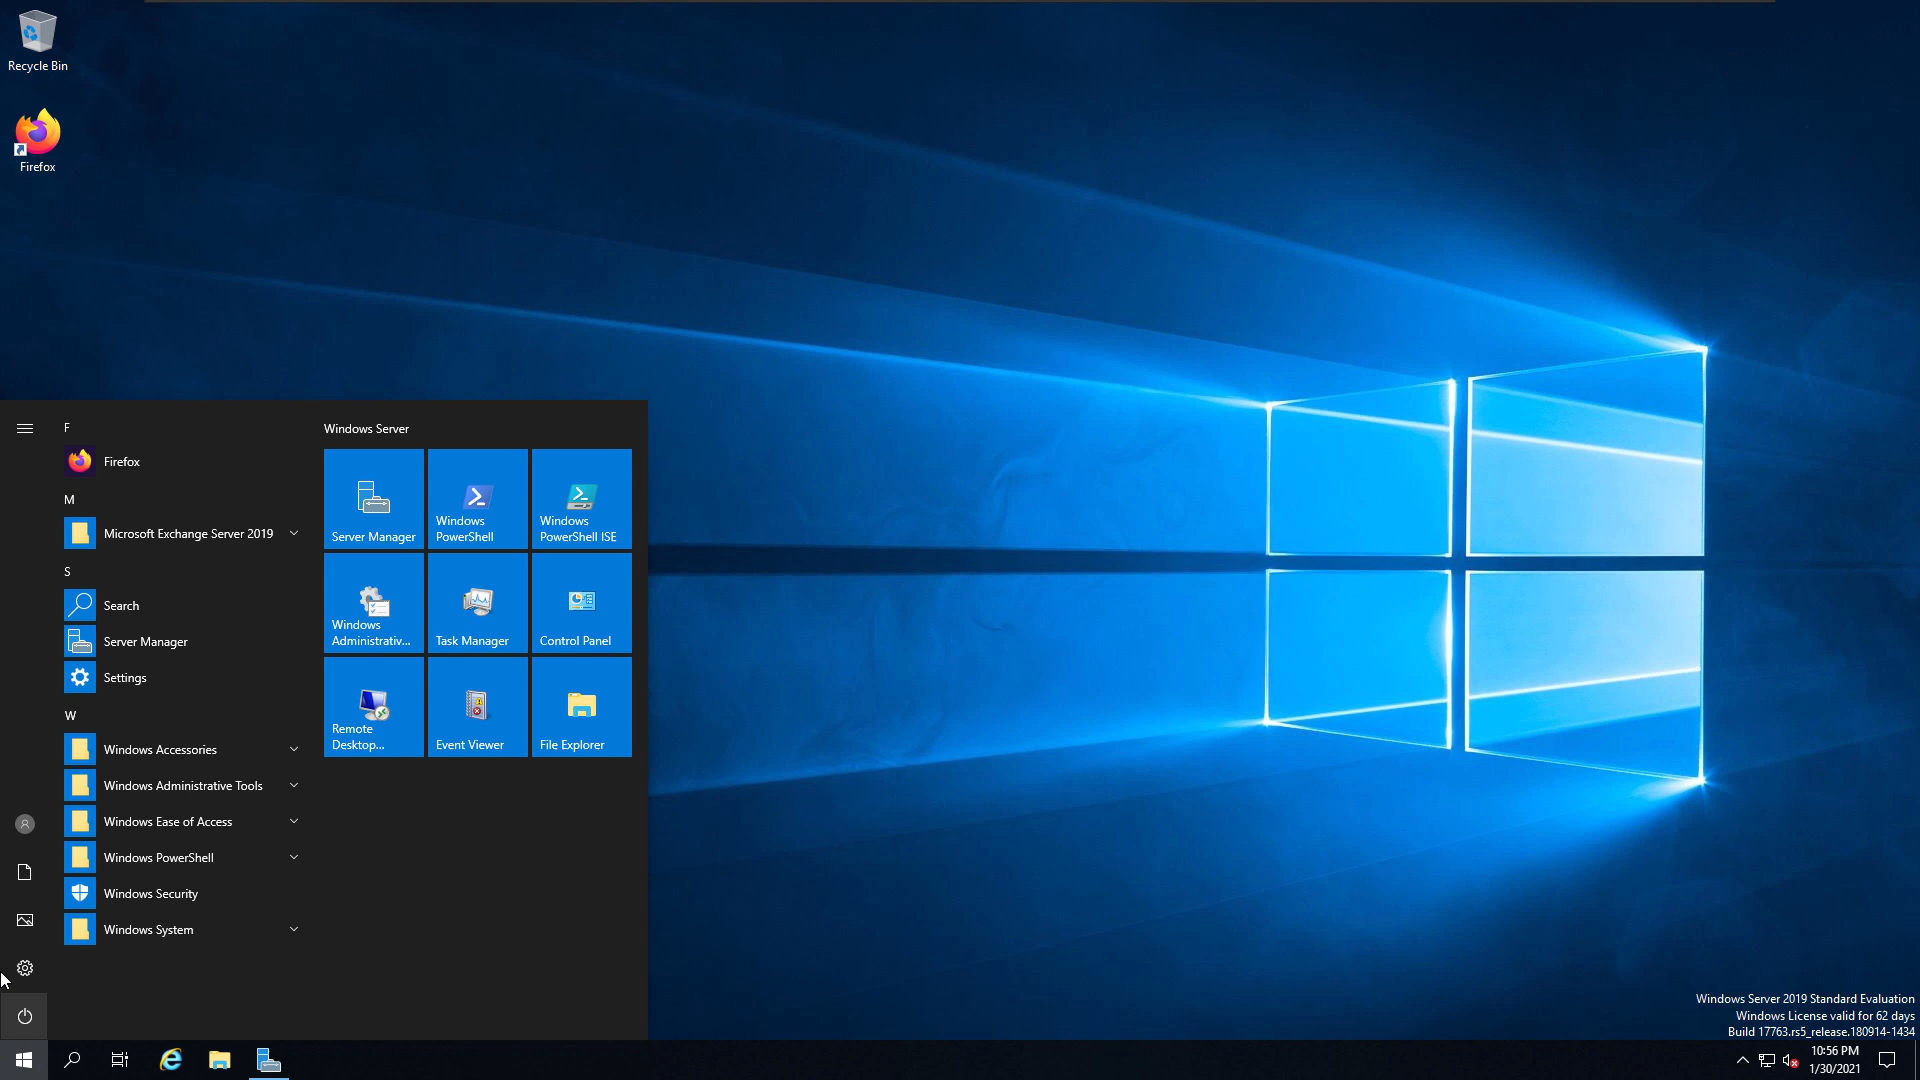 Recycle Bin
Firefox
F
Firefox
M
Microsoft Exchange Server 2019
S
Search
Server Manager
Settings
W
Windows Accessories
Windows Administrative Tools
Windows Ease of Access
Windows PowerShell
Windows Security
Windows System
Windows Server
Server Manager
Windows
PowerShell
Windows
PowerShell ISE
Windows
Administrativ...
Task Manager
Control Panel
Remote
Desktop...
Event Viewer
File Explorer
Windows Server 2019 Standard Evaluation
Windows License valid for 62 days
Build 17763.rs5_release.180914-1434
10:56 PM
1/30/2021